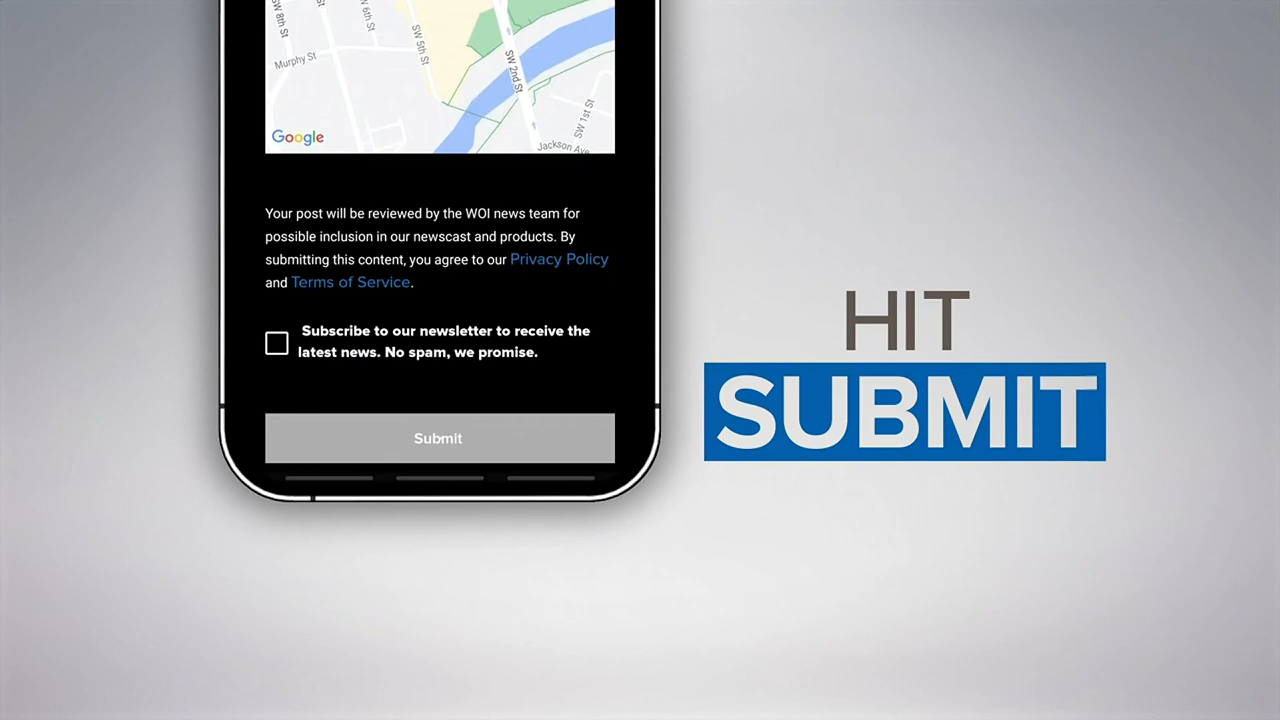 SW 8th St
SW 6th St
SW 5th St
Murphy St
SW 2nd St
SW 1st St
Google
Jackson Ave
Your post will be reviewed by the WOI news team for
possible inclusion in our newscast and products. By
submitting this content, you agree to our Privacy Policy
and Terms of Service.
Subscribe to our newsletter to receive the
latest news. No spam, we promise.
Submit
HIT
SUBMIT